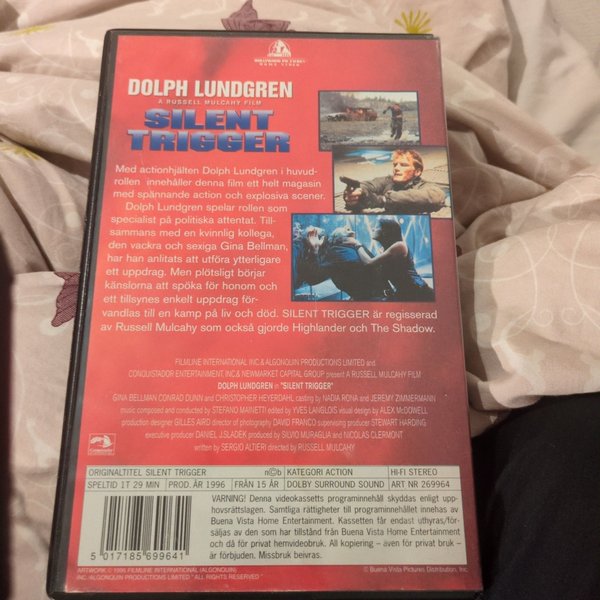 HOLLYWOOD PICTURES
HOME VIDEO
DOLPH LUNDGREN
A RUSSELL MULCAHY FILM
SILENT
TRIGGER
Med actionhjälten Dolph Lundgren i huvud-
rollen innehåller denna film ett helt magasin
med spännande action och explosiva scener.
Dolph Lundgren spelar rollen som
specialist på politiska attentat. Till-
sammans med en kvinnlig kollega,
den vackra och sexiga Gina Bellman,
har han anlitats att utföra ytterligare
ett uppdrag. Men plötsligt börjar
känslorna att spöka för honom och
ett tillsynes enkelt uppdrag för-
vandlas till en kamp på liv och död. SILENT TRIGGER är regisserad
av Russell Mulcahy som också gjorde Highlander och The Shadow.
FILMLINE INTERNATIONAL INC.& ALGONQUIN PRODUCTIONS LIMITED and
CONQUISTADOR ENTERTAINMENT, INC.& NEWMARKET CAPITAL GROUP present A RUSSELL MULCAHY FILM
DOLPH LUNDGREN in "SILENT TRIGGER"
GINA BELLMAN CONRAD DUNN and CHRISTOPHER HEYERDAHL casting by NADIA RONA and JEREMY ZIMMERMANN
music composed and conducted by STEFANO MAINETTI edited by YVES LANGLOIS visual design by ALEX McDOWELL
production designer GILLES AIRD director of photography DAVID FRANCO supervising producer STEWART HARDING
executive producer DANIEL J.SLADEK produced by SILVIO MURAGLIA and NICOLAS CLERMONT
written by SERGIO ALTIERI directed by RUSSELL MULCAHY
ORIGINALTITEL SILENT TRIGGER ncb KATEGORI ACTION HI-FI STEREO
SPELTID 1T 29 MIN PROD. ÅR 1996 FRÅN 15 ÅR DOLBY SURROUND SOUND ART NR 269964
VARNING! Denna videokassetts programinnehåll skyddas enligt upp-
hovsrättslagen. Samtliga rättigheter till programinnehållet innehas av
Buena Vista Home Entertainment. Kassetten får endast uthyras/för-
säljas av den som har tillstånd från Buena Vista Home Entertainment
och då för privat hemvideobruk. All kopiering – även för privat bruk –
är förbjuden. Missbruk beivras.
5 017185 699641
ARTWORK © 1996 FILMLINE INTERNATIONAL (ALGONQUIN)
INC./ALGONQUIN PRODUCTIONS LIMITED " ALL RIGHTS RESERVED "
© Buena Vista Pictures Distribution, Inc.